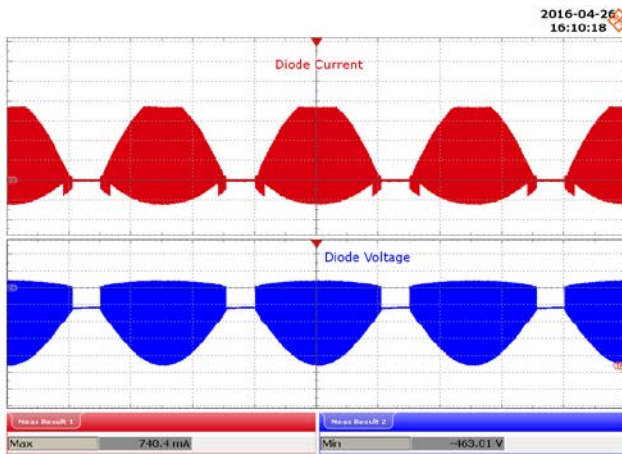 2016-04-26
16:10:18
Diode Current
Diode Voltage
Meas Result 1
Meas Result 2
Max 740.4 mA
Min -463.01 V